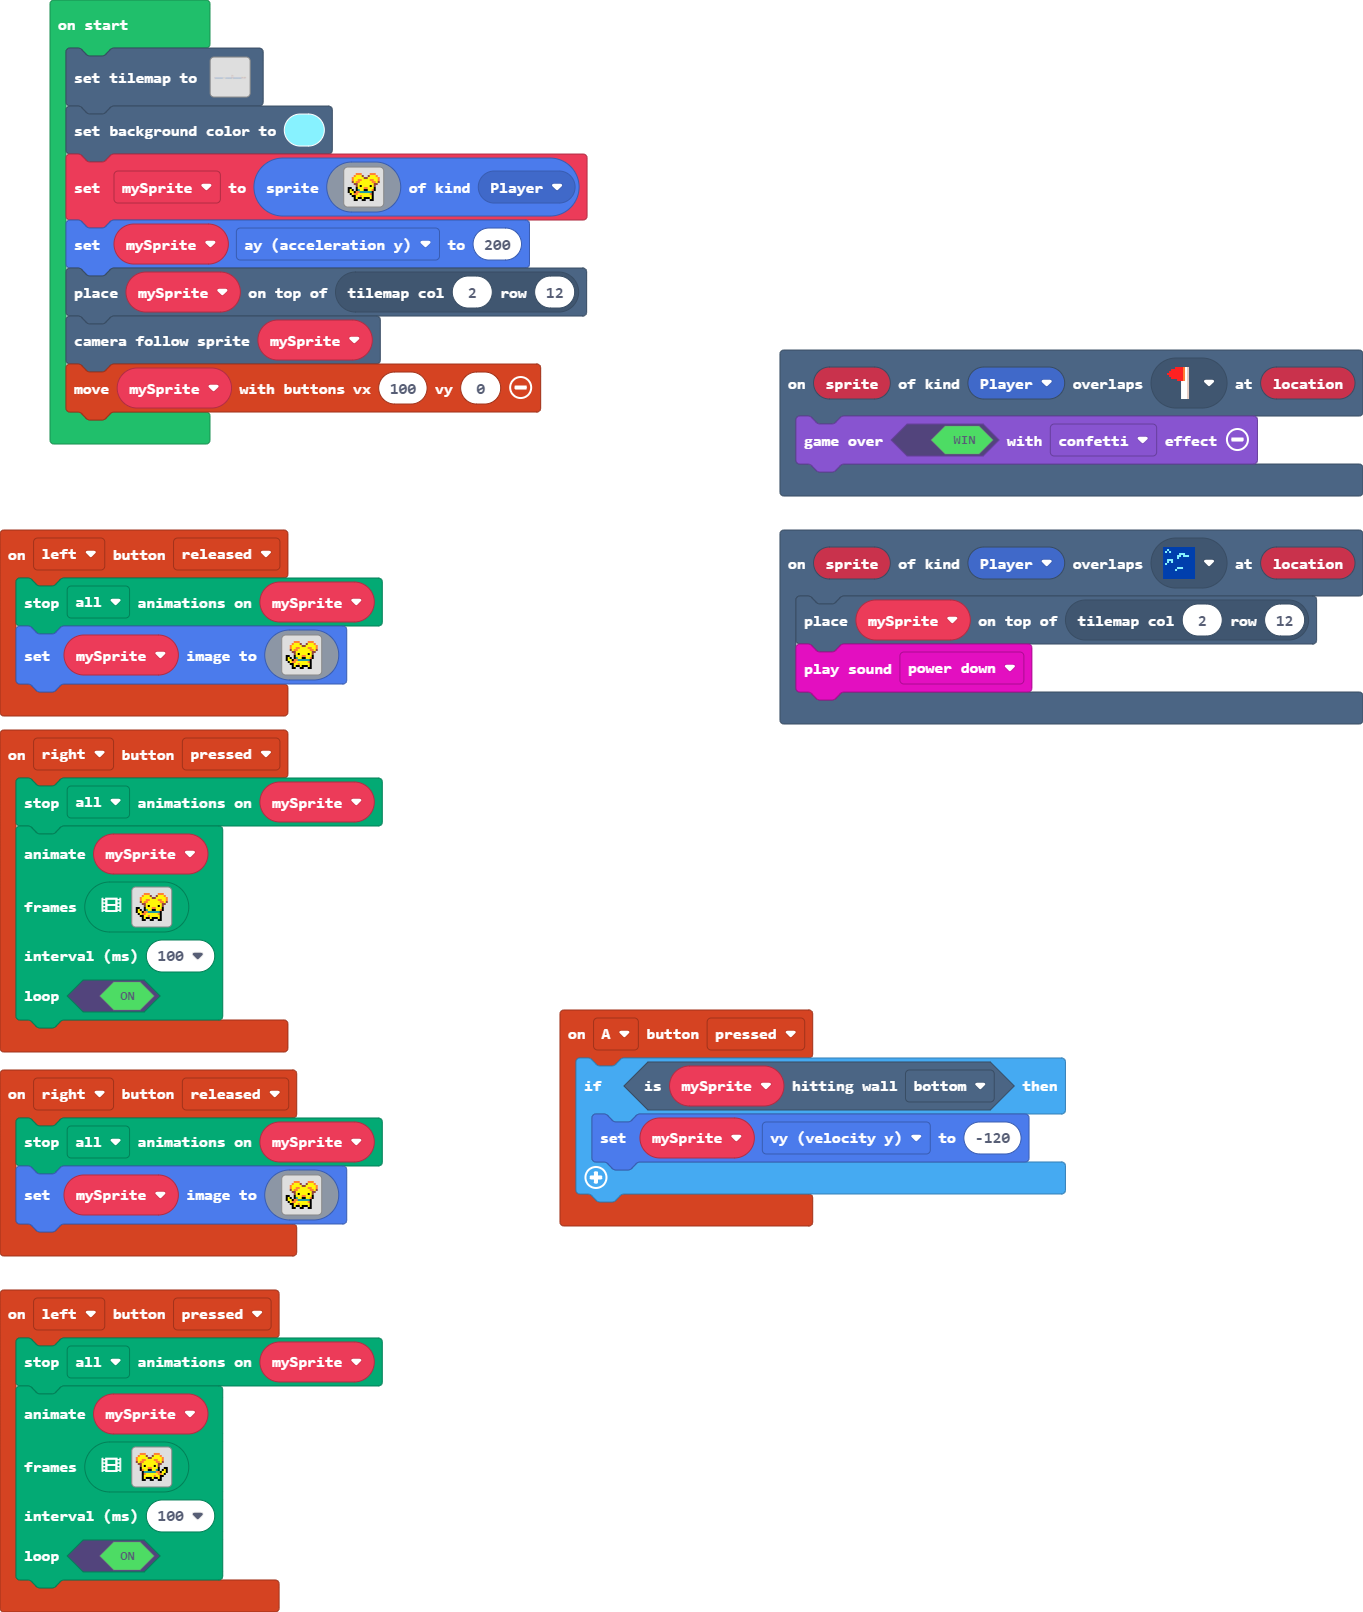 on start
set tilemap to
set background color to
set mySprite to sprite of kind Player
set mySprite ay (acceleration y) to 200
place mySprite on top of tilemap col 2 row 12
camera follow sprite mySprite
move mySprite with buttons vx 100 vy 0
on sprite of kind Player overlaps at location
game over WIN with confetti effect
on left button released
stop all animations on mySprite
set mySprite image to
on sprite of kind Player overlaps at location
place mySprite on top of tilemap col 2 row 12
play sound power down
on right button pressed
stop all animations on mySprite
animate mySprite
frames
interval (ms) 100
loop ON
on A button pressed
if is mySprite hitting wall bottom then
set mySprite vy (velocity y) to -120
on right button released
stop all animations on mySprite
set mySprite image to
on left button pressed
stop all animations on mySprite
animate mySprite
frames
interval (ms) 100
loop ON